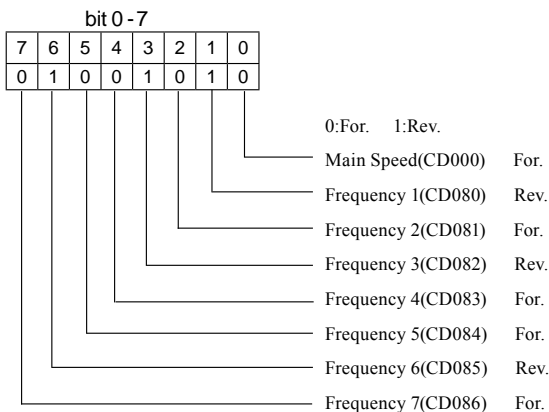 bit 0-7
7 6 5 4 3 2 1 0
0 1 0 0 1 0 1 0
0:For. 1:Rev.
Main Speed(CD000) For.
Frequency 1(CD080) Rev.
Frequency 2(CD081) For.
Frequency 3(CD082) Rev.
Frequency 4(CD083) For.
Frequency 5(CD084) For.
Frequency 6(CD085) Rev.
Frequency 7(CD086) For.